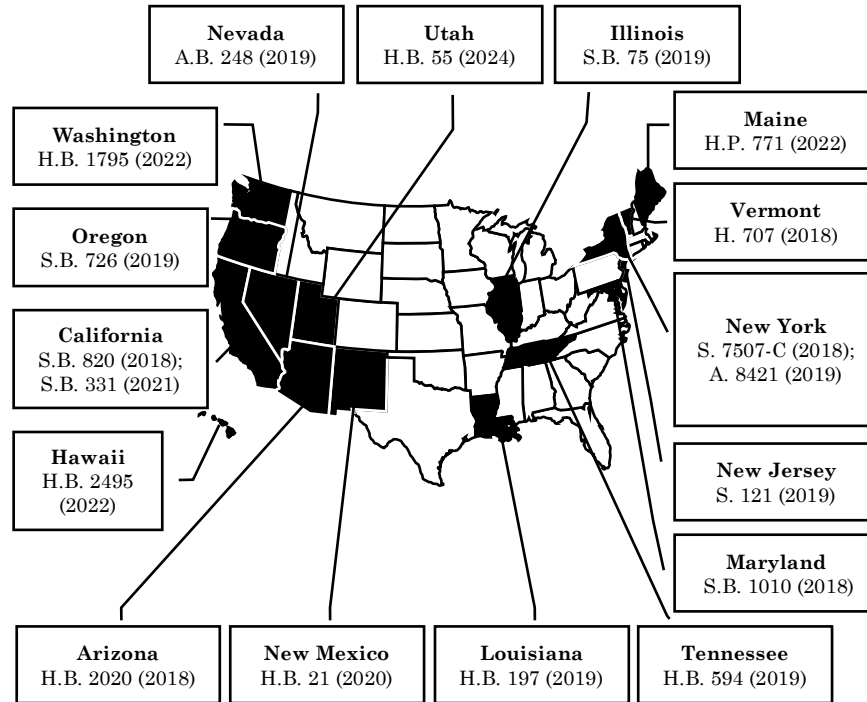 Nevada
A.B. 248 (2019)
Utah
H.B. 55 (2024)
Illinois
S.B. 75 (2019)
Washington
H.B. 1795 (2022)
Maine
H.P. 771 (2022)
Oregon
S.B. 726 (2019)
Vermont
H. 707 (2018)
California
S.B. 820 (2018);
S.B. 331 (2021)
New York
S. 7507-C (2018);
A. 8421 (2019)
Hawaii
H.B. 2495
(2022)
New Jersey
S. 121 (2019)
Maryland
S.B. 1010 (2018)
Arizona
H.B. 2020 (2018)
New Mexico
H.B. 21 (2020)
Louisiana
H.B. 197 (2019)
Tennessee
H.B. 594 (2019)